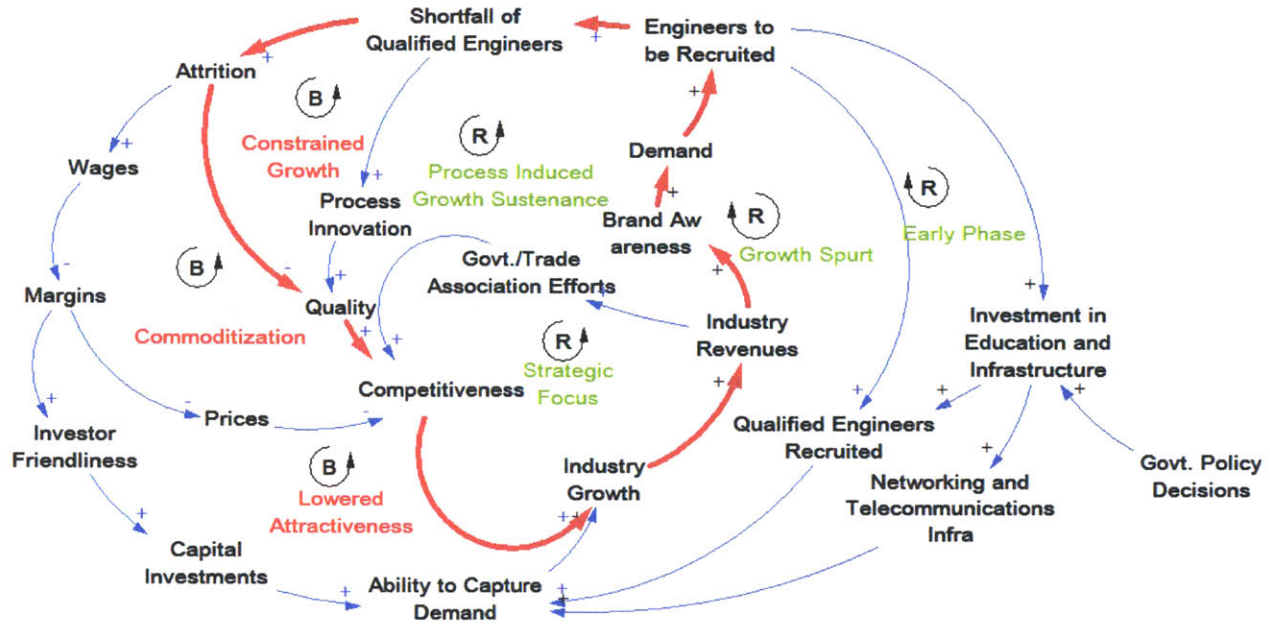 Shortfall of
Qualified Engineers
Engineers to
be Recruited
Attrition
B
Constrained
Growth
R
Process Induced
Growth Sustenance
Demand
Wages
Process
Innovation
Brand Aw
areness
R
Growth Spurt
R
Early Phase
B
Commoditization
Govt./Trade
Association Efforts
Margins
Quality
Industry
Revenues
Investment in
Education and
Infrastructure
R
Strategic
Focus
Competitiveness
Prices
Investor
Friendliness
Qualified Engineers
Recruited
B
Lowered
Attractiveness
Industry
Growth
Networking and
Telecommunications
Infra
Govt. Policy
Decisions
Capital
Investments
Ability to Capture
Demand